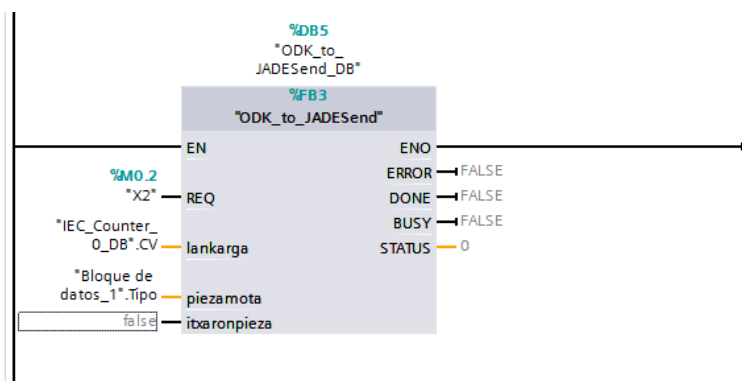 %DB5
"ODK_to_
JADESend_DB"
%FB3
"ODK_to_JADESend"
EN
ENO
ERROR
FALSE
%M0.2
"X2"
REQ
DONE
FALSE
BUSY
FALSE
"IEC_Counter_
0_DB".CV
lankarga
STATUS
0
"Bloque de
datos_1".Tipo
piezamota
false
itxaronpieza